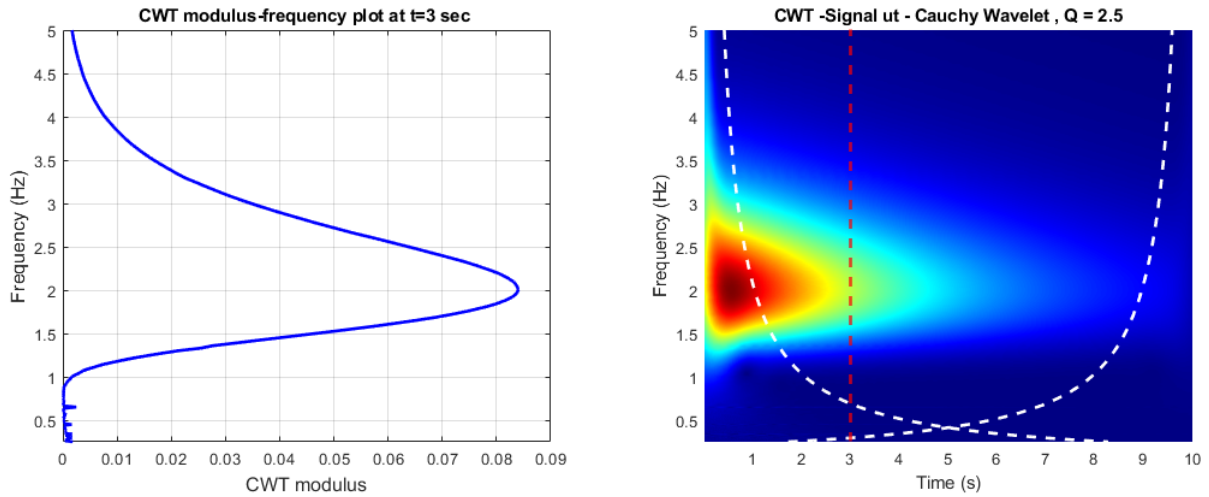 CWT modulus-frequency plot at t=3 sec
5
4.5
4
3.5
3
2.5
2
1.5
1
0.5
Frequency (Hz)
0 0.01 0.02 0.03 0.04 0.05 0.06 0.07 0.08 0.09
CWT modulus
CWT -Signal ut - Cauchy Wavelet , Q = 2.5
5
4.5
4
3.5
3
2.5
2
1.5
1
0.5
Frequency (Hz)
1 2 3 4 5 6 7 8 9 10
Time (s)